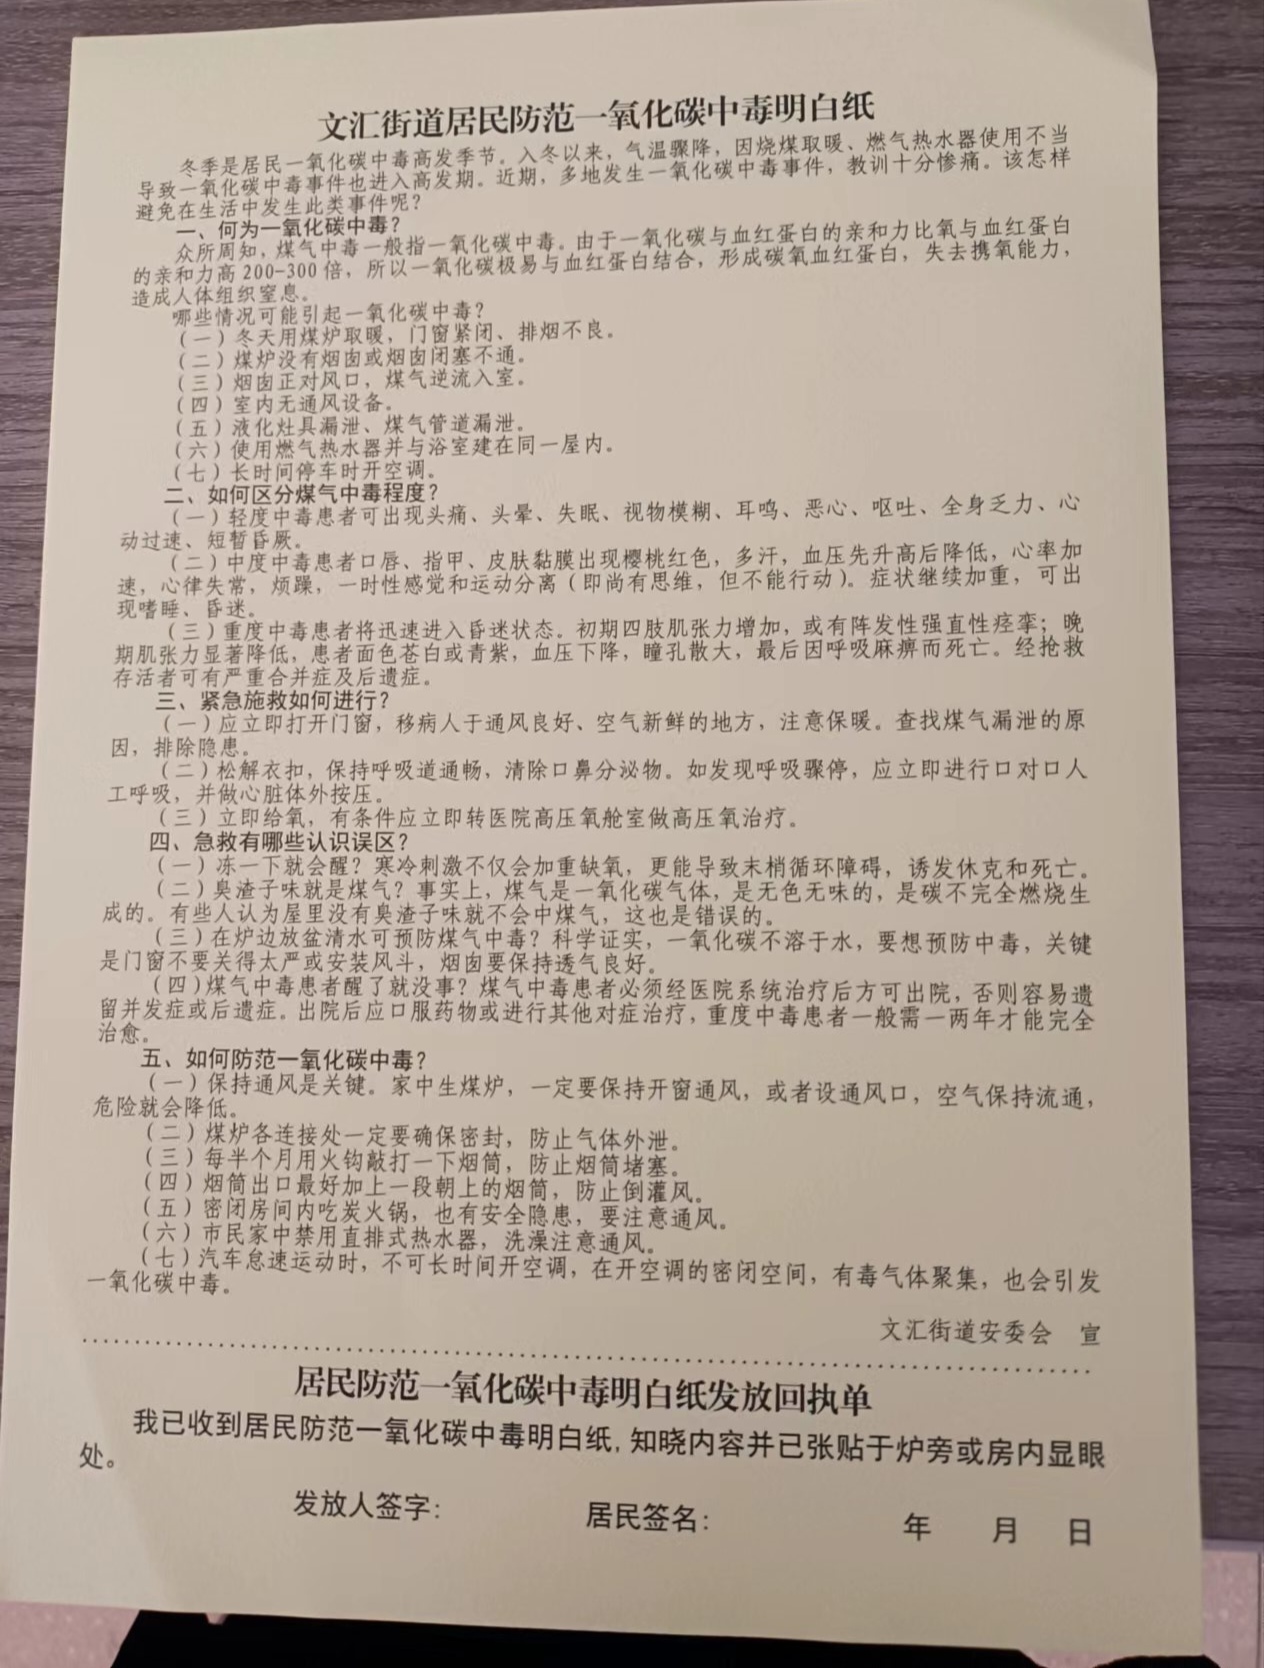 文汇街道居民防范一氧化碳中毒明白纸
冬季是居民一氧化碳中毒高发季节。入冬以来，气温骤降，因烧煤取暖、燃气热水器使用不当
导致一氧化碳中毒事件也进入高发期。近期，多地发生一氧化碳中毒事件，教训十分惨痛。该怎样
避免在生活中发生此类事件呢？
一、何为一氧化碳中毒？
众所周知，煤气中毒一般指一氧化碳中毒。由于一氧化碳与血红蛋白的亲和力比氧与血红蛋白
的亲和力高200-300倍，所以一氧化碳极易与血红蛋白结合，形成碳氧血红蛋白，失去携氧能力，
造成人体组织窒息。
哪些情况可能引起一氧化碳中毒？
（一）冬天用煤炉取暖，门窗紧闭、排烟不良。
（二）煤炉没有烟囱或烟囱闭塞不通。
（三）烟囱正对风口，煤气逆流入室。
（四）室内无通风设备。
（五）液化灶具漏泄、煤气管道漏泄。
（六）使用燃气热水器并与浴室建在同一屋内。
（七）长时间停车时开空调。
二、如何区分煤气中毒程度？
（一）轻度中毒患者可出现头痛、头晕、失眠、视物模糊、耳鸣、恶心、呕吐、全身乏力、心
动过速、短暂昏厥。
（二）中度中毒患者口唇、指甲、皮肤黏膜出现樱桃红色，多汗，血压先升高后降低，心率加
速，心律失常，烦躁，一时性感觉和运动分离（即尚有思维，但不能行动）。症状继续加重，可出
现嗜睡、昏迷。
（三）重度中毒患者将迅速进入昏迷状态。初期四肢肌张力增加，或有阵发性强直性痉挛；晚
期肌张力显著降低，患者面色苍白或青紫，血压下降，瞳孔散大，最后因呼吸麻痹而死亡。经抢救
存活者可有严重合并症及后遗症。
三、紧急施救如何进行？
（一）应立即打开门窗，移病人于通风良好、空气新鲜的地方，注意保暖。查找煤气漏泄的原
因，排除隐患。
（二）松解衣扣，保持呼吸道通畅，清除口鼻分泌物。如发现呼吸骤停，应立即进行口对口人
工呼吸，并做心脏体外按压。
（三）立即给氧，有条件应立即转医院高压氧舱室做高压氧治疗。
四、急救有哪些认识误区？
（一）冻一下就会醒？寒冷刺激不仅会加重缺氧，更能导致末梢循环障碍，诱发休克和死亡。
（二）臭渣子味就是煤气？事实上，煤气是一氧化碳气体，是无色无味的，是碳不完全燃烧生
成的。有些人认为屋里没有臭渣子味就不会中煤气，这也是错误的。
（三）在炉边放盆清水可预防煤气中毒？科学证实，一氧化碳不溶于水，要想预防中毒，关键
是门窗不要关得太严或安装风斗，烟囱要保持透气良好。
（四）煤气中毒患者醒了就没事？煤气中毒患者必须经医院系统治疗后方可出院，否则容易遗
留并发症或后遗症。出院后应口服药物或进行其他对症治疗，重度中毒患者一般需一两年才能完全
治愈。
五、如何防范一氧化碳中毒？
（一）保持通风是关键。家中生煤炉，一定要保持开窗通风，或者设通风口，空气保持流通，
危险就会降低。
（二）煤炉各连接处一定要确保密封，防止气体外泄。
（三）每半个月用火钩敲打一下烟筒，防止烟筒堵塞。
（四）烟筒出口最好加上一段朝上的烟筒，防止倒灌风。
（五）密闭房间内吃炭火锅，也有安全隐患，要注意通风。
（六）市民家中禁用直排式热水器，洗澡注意通风。
（七）汽车怠速运动时，不可长时间开空调，在开空调的密闭空间，有毒气体聚集，也会引发
一氧化碳中毒。
文汇街道安委会 宣
居民防范一氧化碳中毒明白纸发放回执单
我已收到居民防范一氧化碳中毒明白纸，知晓内容并已张贴于炉旁或房内显眼
处。
发放人签字： 居民签名： 年 月 日